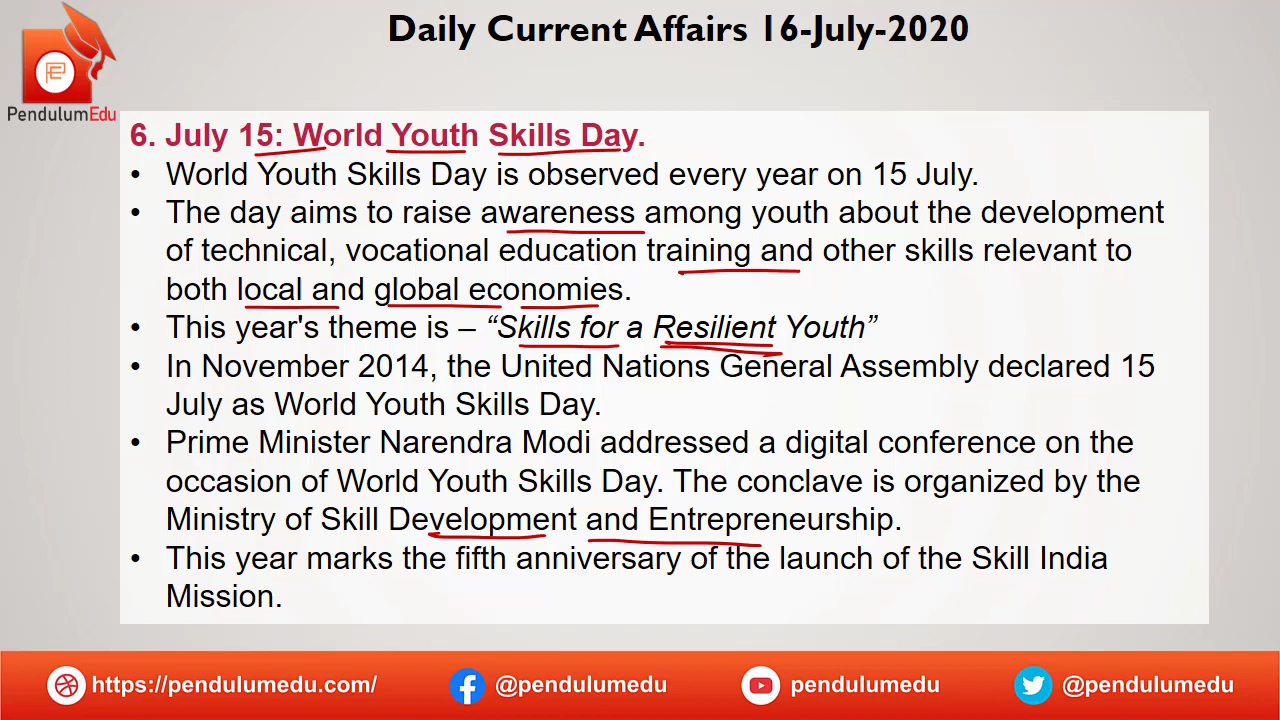 Daily Current Affairs 16-July-2020
PendulumEdu
6. July 15: World Youth Skills Day.
• World Youth Skills Day is observed every year on 15 July.
• The day aims to raise awareness among youth about the development
of technical, vocational education training and other skills relevant to
both local and global economies.
• This year's theme is – “Skills for a Resilient Youth”
• In November 2014, the United Nations General Assembly declared 15
July as World Youth Skills Day.
• Prime Minister Narendra Modi addressed a digital conference on the
occasion of World Youth Skills Day. The conclave is organized by the
Ministry of Skill Development and Entrepreneurship.
• This year marks the fifth anniversary of the launch of the Skill India
Mission.
https://pendulumedu.com/ @pendulumedu pendulumedu @pendulumedu